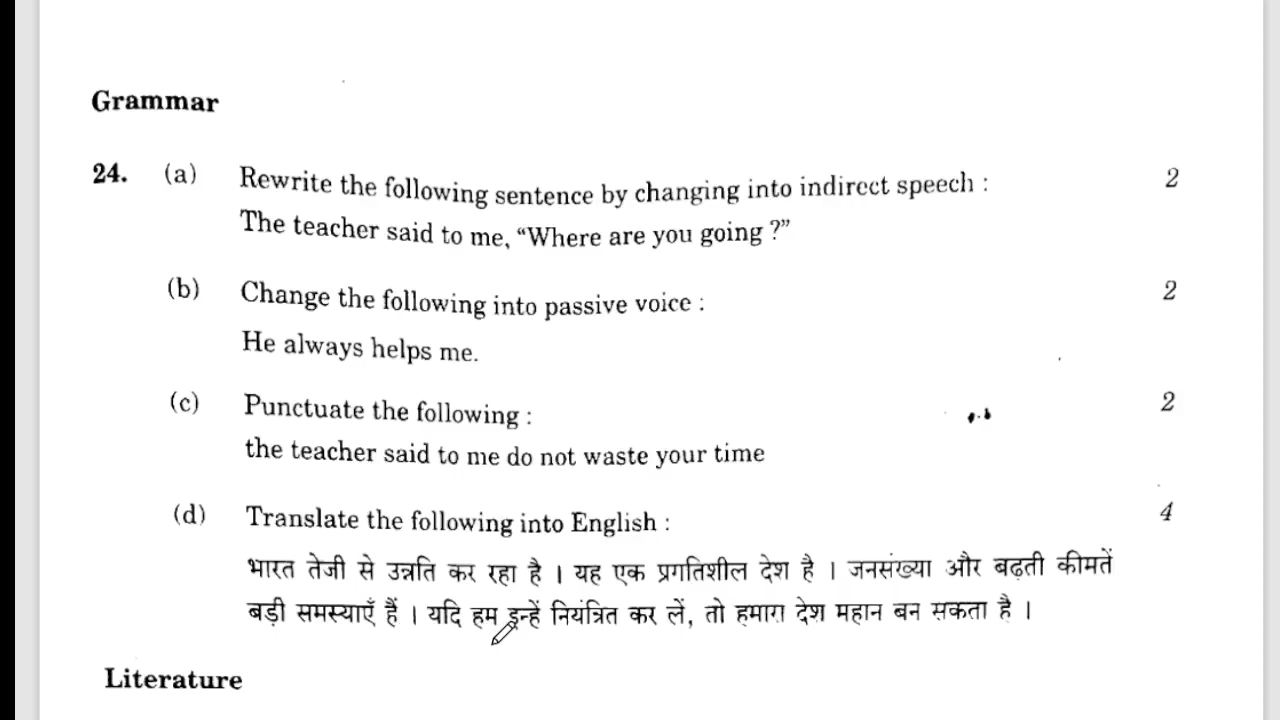 Grammar
24. (a) Rewrite the following sentence by changing into indirect speech : 2
The teacher said to me, “Where are you going ?”
(b) Change the following into passive voice : 2
He always helps me.
(c) Punctuate the following : 2
the teacher said to me do not waste your time
(d) Translate the following into English : 4
भारत तेजी से उन्नति कर रहा है । यह एक प्रगतिशील देश है । जनसंख्या और बढ़ती कीमतें
बड़ी समस्याएँ हैं । यदि हम इन्हें नियंत्रित कर लें, तो हमारा देश महान बन सकता है ।
Literature